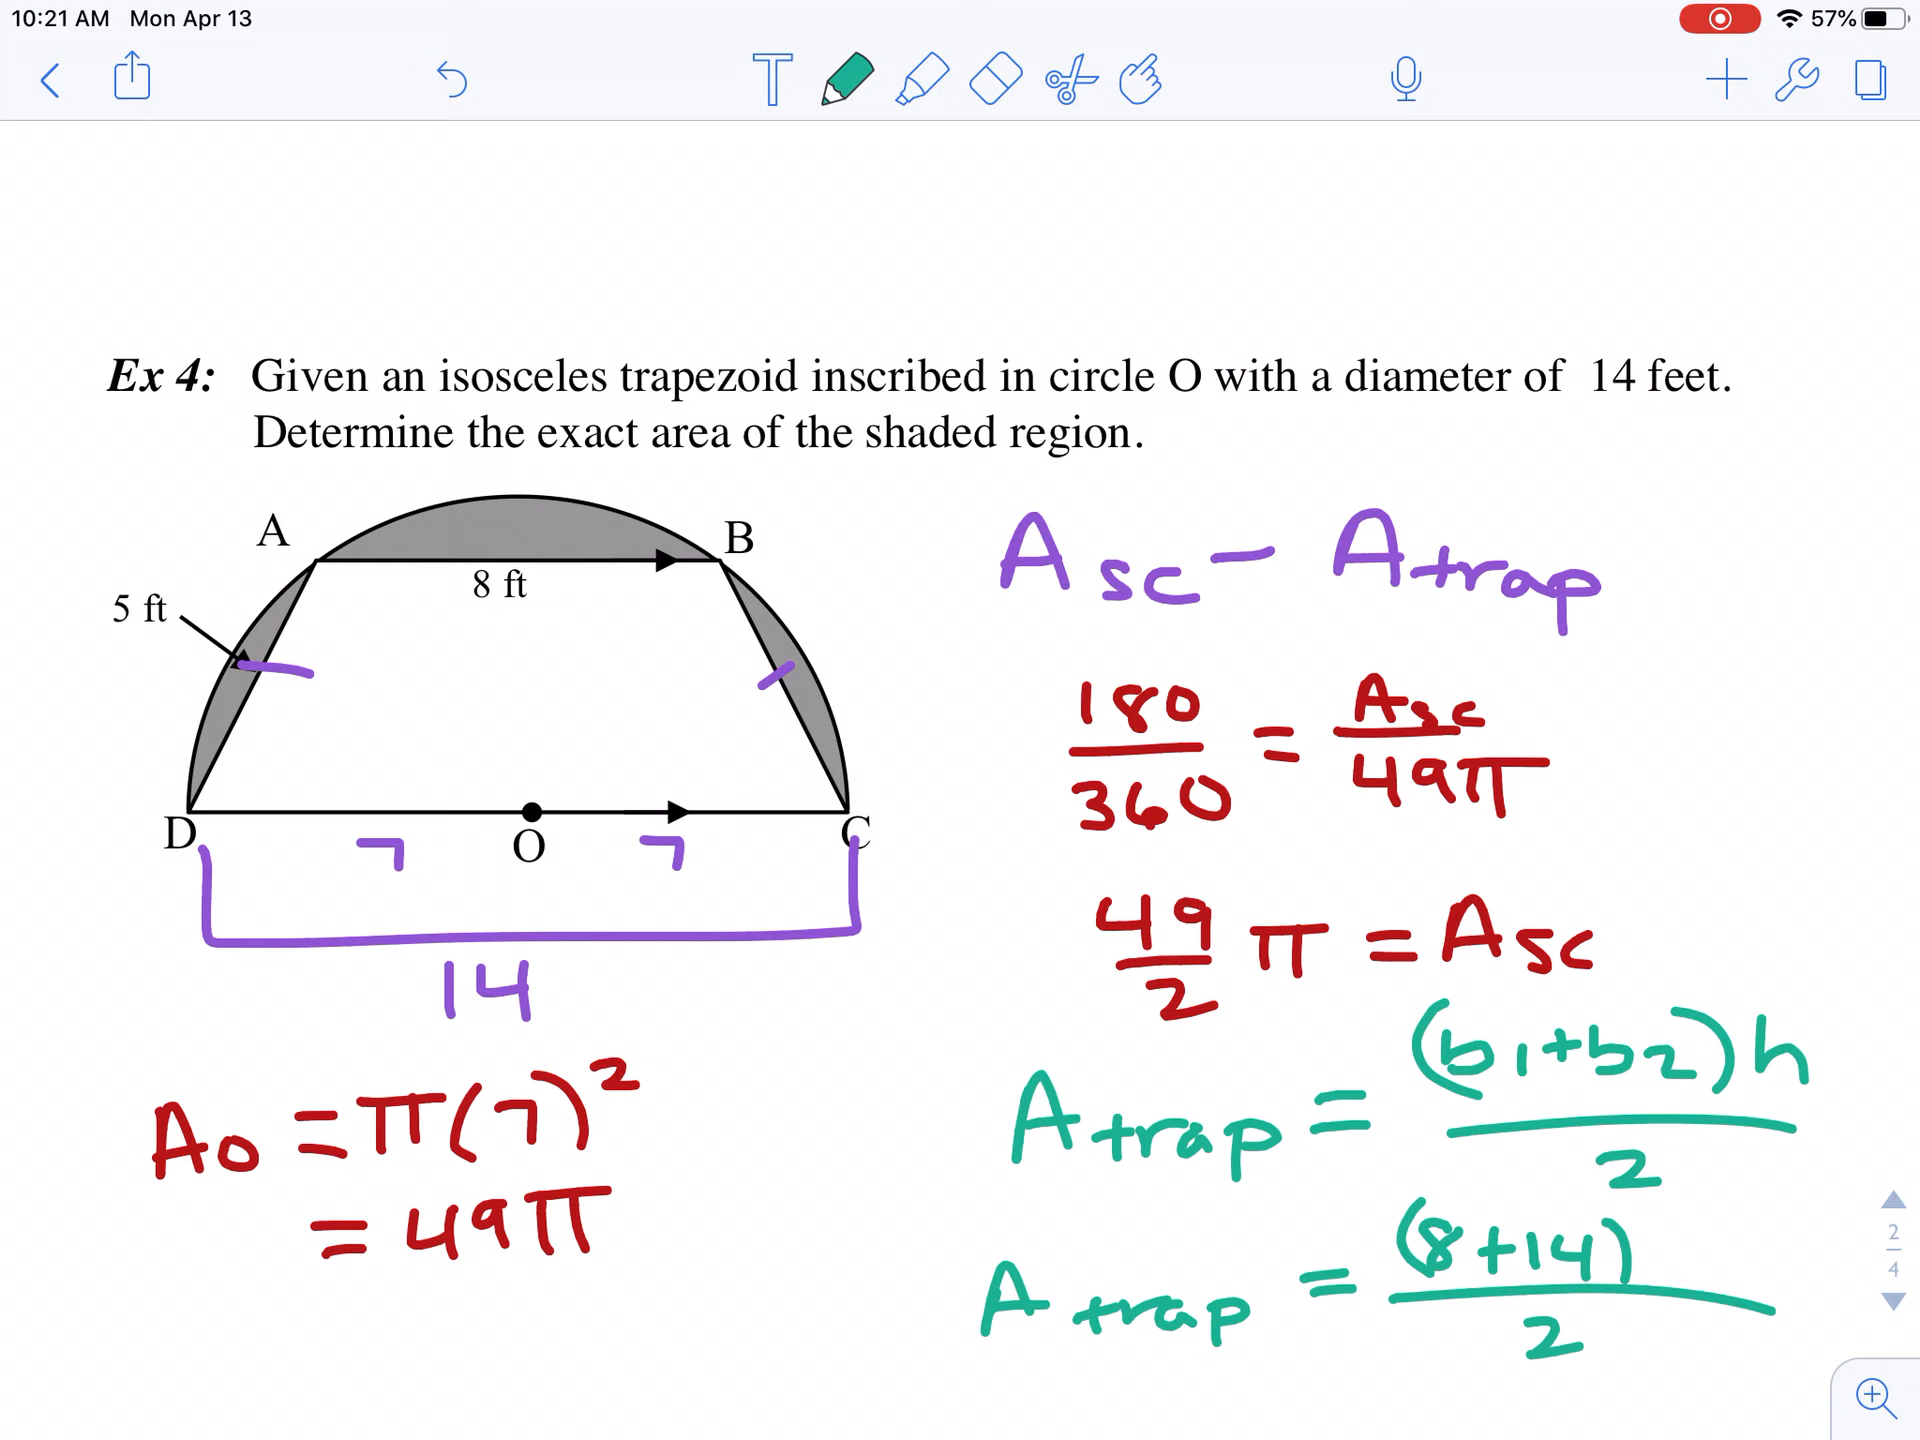 10:21 AM Mon Apr 13
57%
T
Ex 4: Given an isosceles trapezoid inscribed in circle O with a diameter of 14 feet.
Determine the exact area of the shaded region.
A
B
8 ft
5 ft
D
O
C
7
7
14
A○ = π(7)²
= 49π
Asc - Atrap
180/360 = Asc/49π
49/2 π = Asc
Atrap = (b1+b2)h/2
Atrap = (8+14)/2
2
4